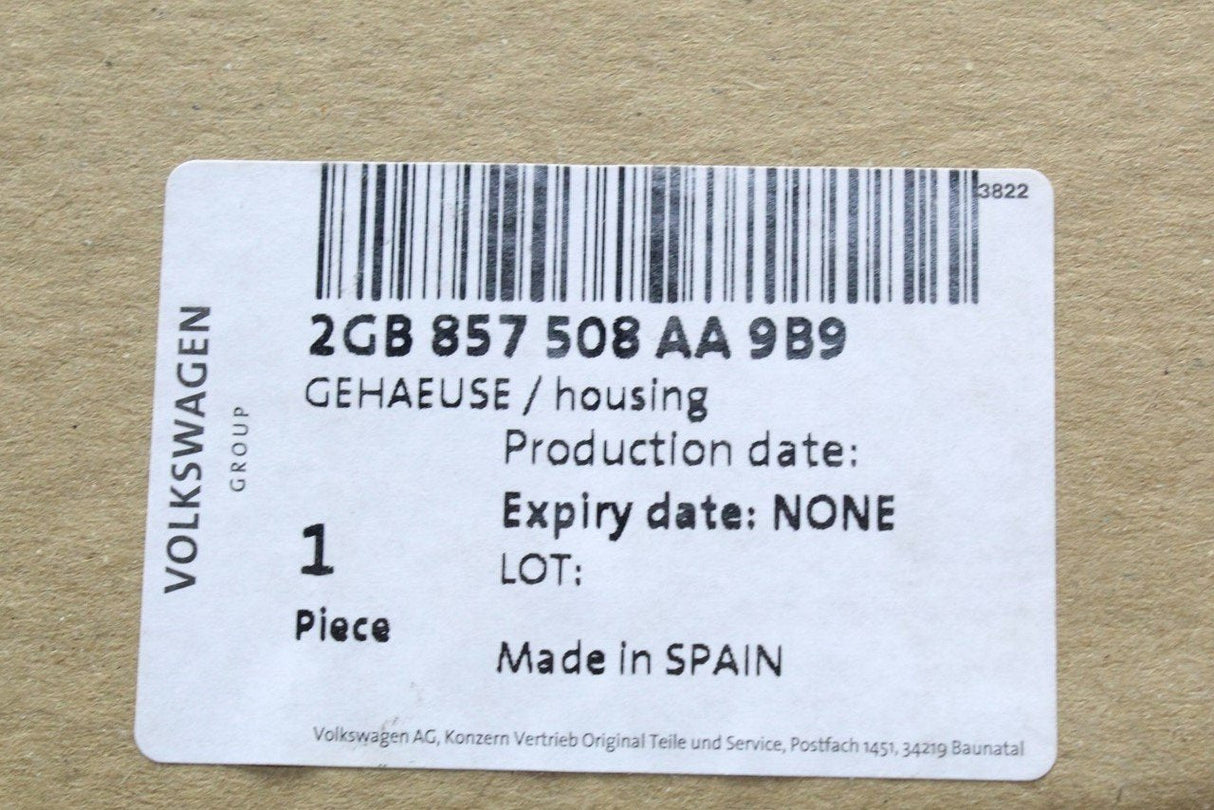 3822
2GB 857 508 AA 9B9
GEHAEUSE / housing
Production date:
Expiry date: NONE
LOT:
1
Piece
Made in SPAIN
Volkswagen AG, Konzern Vertrieb Original Teile und Service, Postfach 1451, 34219 Baunatal
VOLKSWAGEN
GROUP